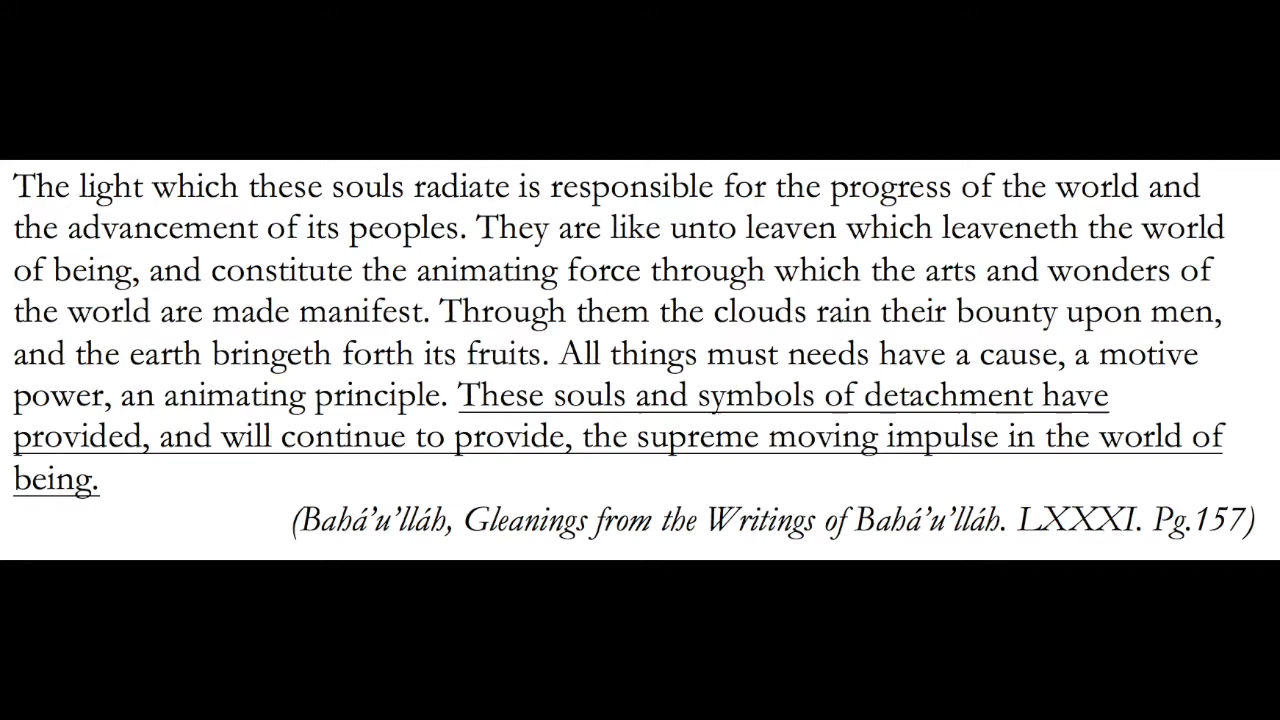 The light which these souls radiate is responsible for the progress of the world and
the advancement of its peoples. They are like unto leaven which leaveneth the world
of being, and constitute the animating force through which the arts and wonders of
the world are made manifest. Through them the clouds rain their bounty upon men,
and the earth bringeth forth its fruits. All things must needs have a cause, a motive
power, an animating principle. These souls and symbols of detachment have
provided, and will continue to provide, the supreme moving impulse in the world of
being.
(Bahá’u’lláh, Gleanings from the Writings of Bahá’u’lláh. LXXXI. Pg.157)